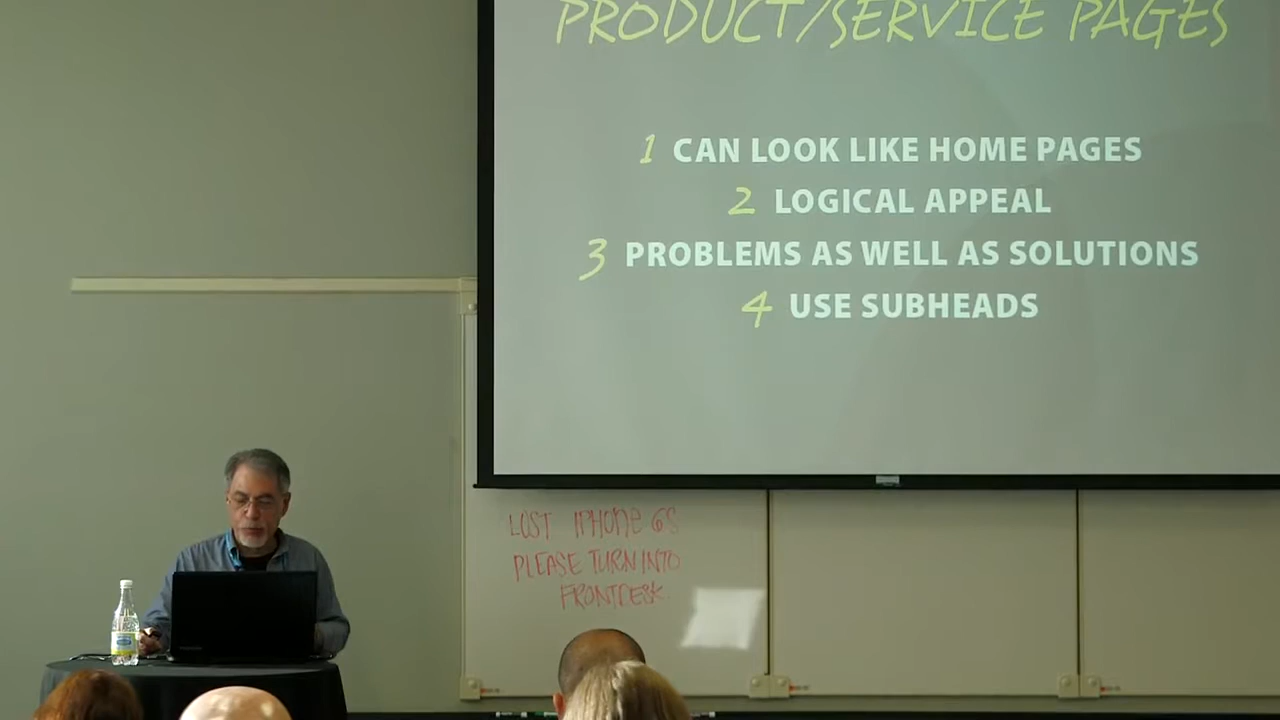 PRODUCT/SERVICE PAGES
1 CAN LOOK LIKE HOME PAGES
2 LOGICAL APPEAL
3 PROBLEMS AS WELL AS SOLUTIONS
4 USE SUBHEADS
LOST IPHONE 6S
PLEASE TURN INTO
FRONTDESK